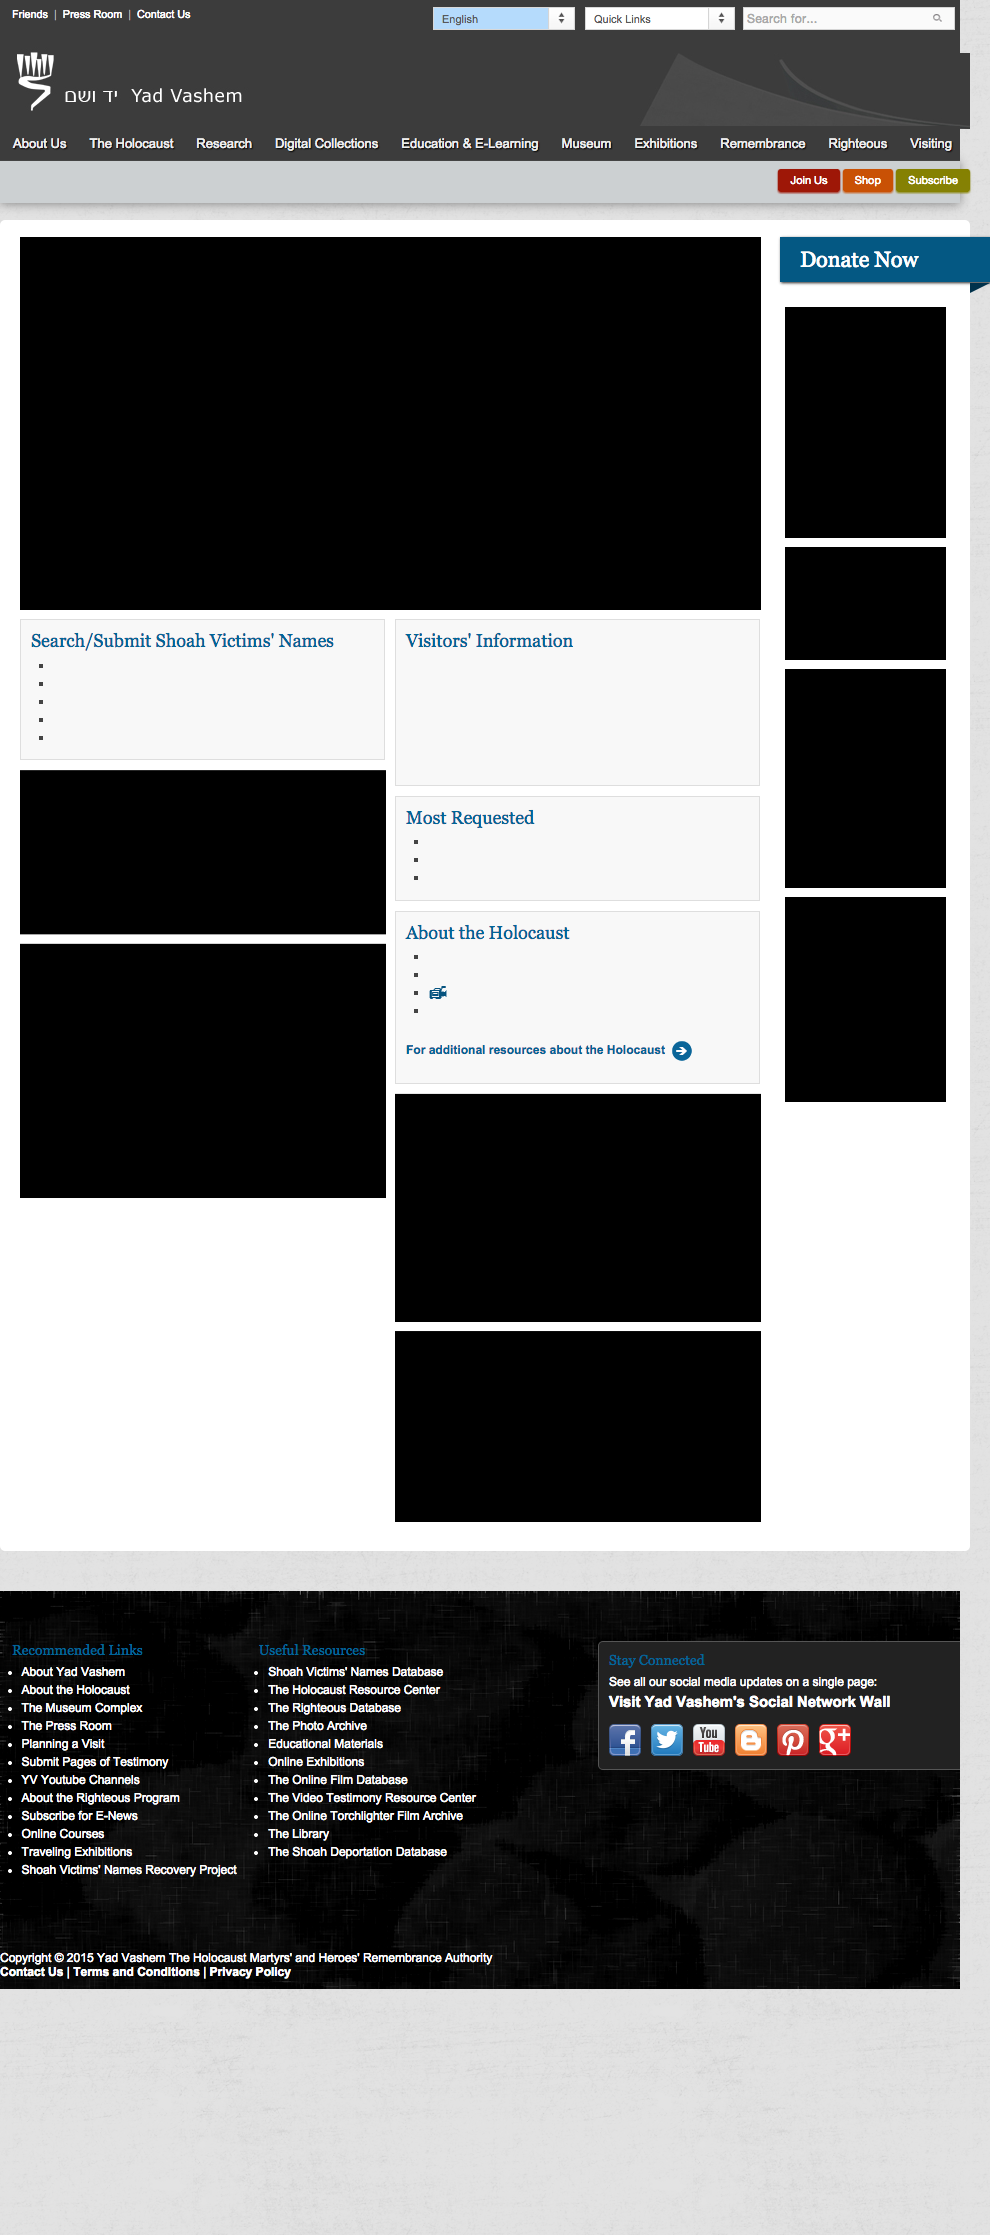 Friends | Press Room | Contact Us
English
Quick Links
Search for...
יד ושם Yad Vashem
About Us The Holocaust Research Digital Collections Education & E-Learning Museum Exhibitions Remembrance Righteous Visiting
Join Us Shop Subscribe
Donate Now
Search/Submit Shoah Victims' Names
Visitors' Information
Most Requested
About the Holocaust
For additional resources about the Holocaust
Recommended Links
About Yad Vashem
About the Holocaust
The Museum Complex
The Press Room
Planning a Visit
Submit Pages of Testimony
YV Youtube Channels
About the Righteous Program
Subscribe for E-News
Online Courses
Traveling Exhibitions
Shoah Victims' Names Recovery Project
Useful Resources
Shoah Victims' Names Database
The Holocaust Resource Center
The Righteous Database
The Photo Archive
Educational Materials
Online Exhibitions
The Online Film Database
The Video Testimony Resource Center
The Online Torchlighter Film Archive
The Library
The Shoah Deportation Database
Stay Connected
See all our social media updates on a single page:
Visit Yad Vashem's Social Network Wall
You
Tube
Copyright © 2015 Yad Vashem The Holocaust Martyrs' and Heroes' Remembrance Authority
Contact Us | Terms and Conditions | Privacy Policy